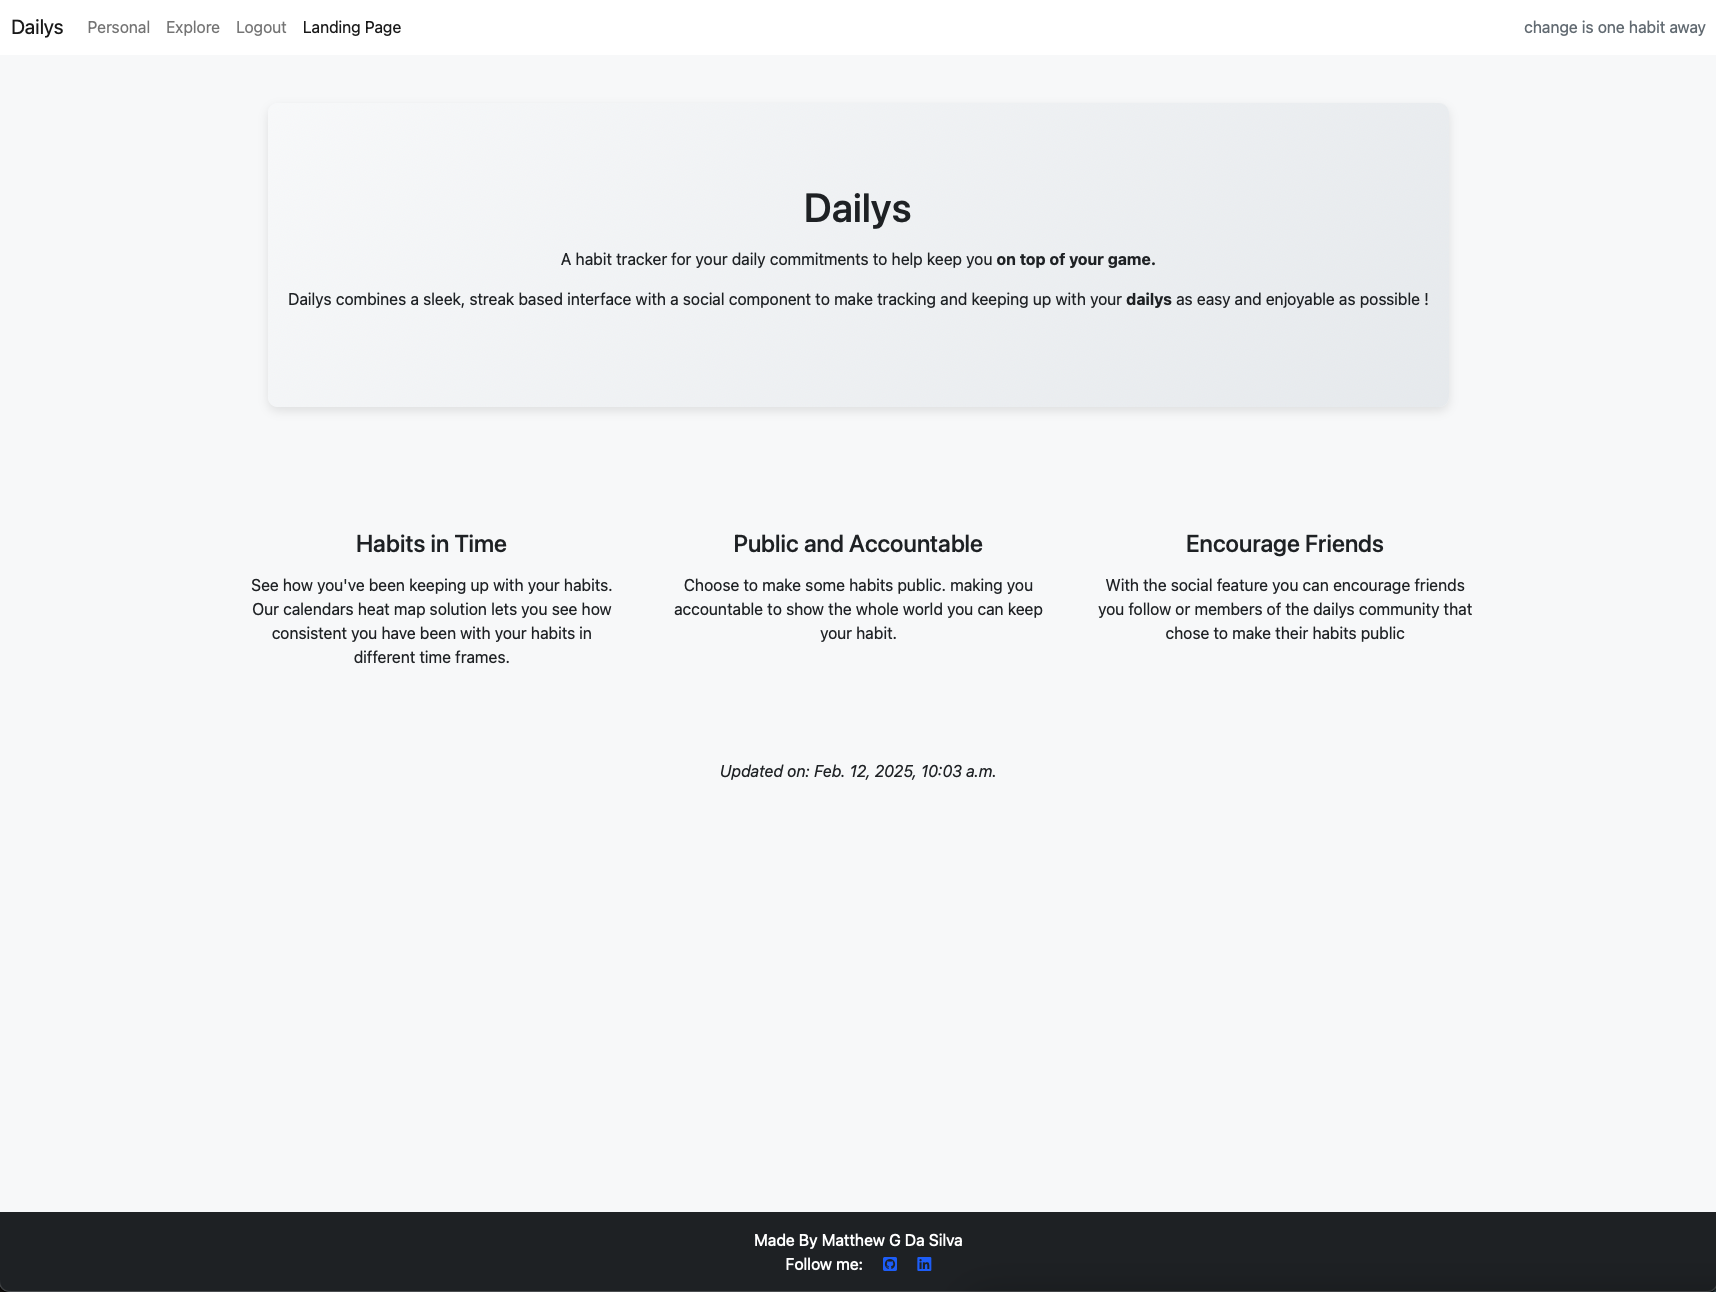 Dailys Personal Explore Logout Landing Page change is one habit away
Dailys
A habit tracker for your daily commitments to help keep you on top of your game.
Dailys combines a sleek, streak based interface with a social component to make tracking and keeping up with your dailys as easy and enjoyable as possible !
Habits in Time
See how you've been keeping up with your habits.
Our calendars heat map solution lets you see how
consistent you have been with your habits in
different time frames.
Public and Accountable
Choose to make some habits public. making you
accountable to show the whole world you can keep
your habit.
Encourage Friends
With the social feature you can encourage friends
you follow or members of the dailys community that
chose to make their habits public
Updated on: Feb. 12, 2025, 10:03 a.m.
Made By Matthew G Da Silva
Follow me: